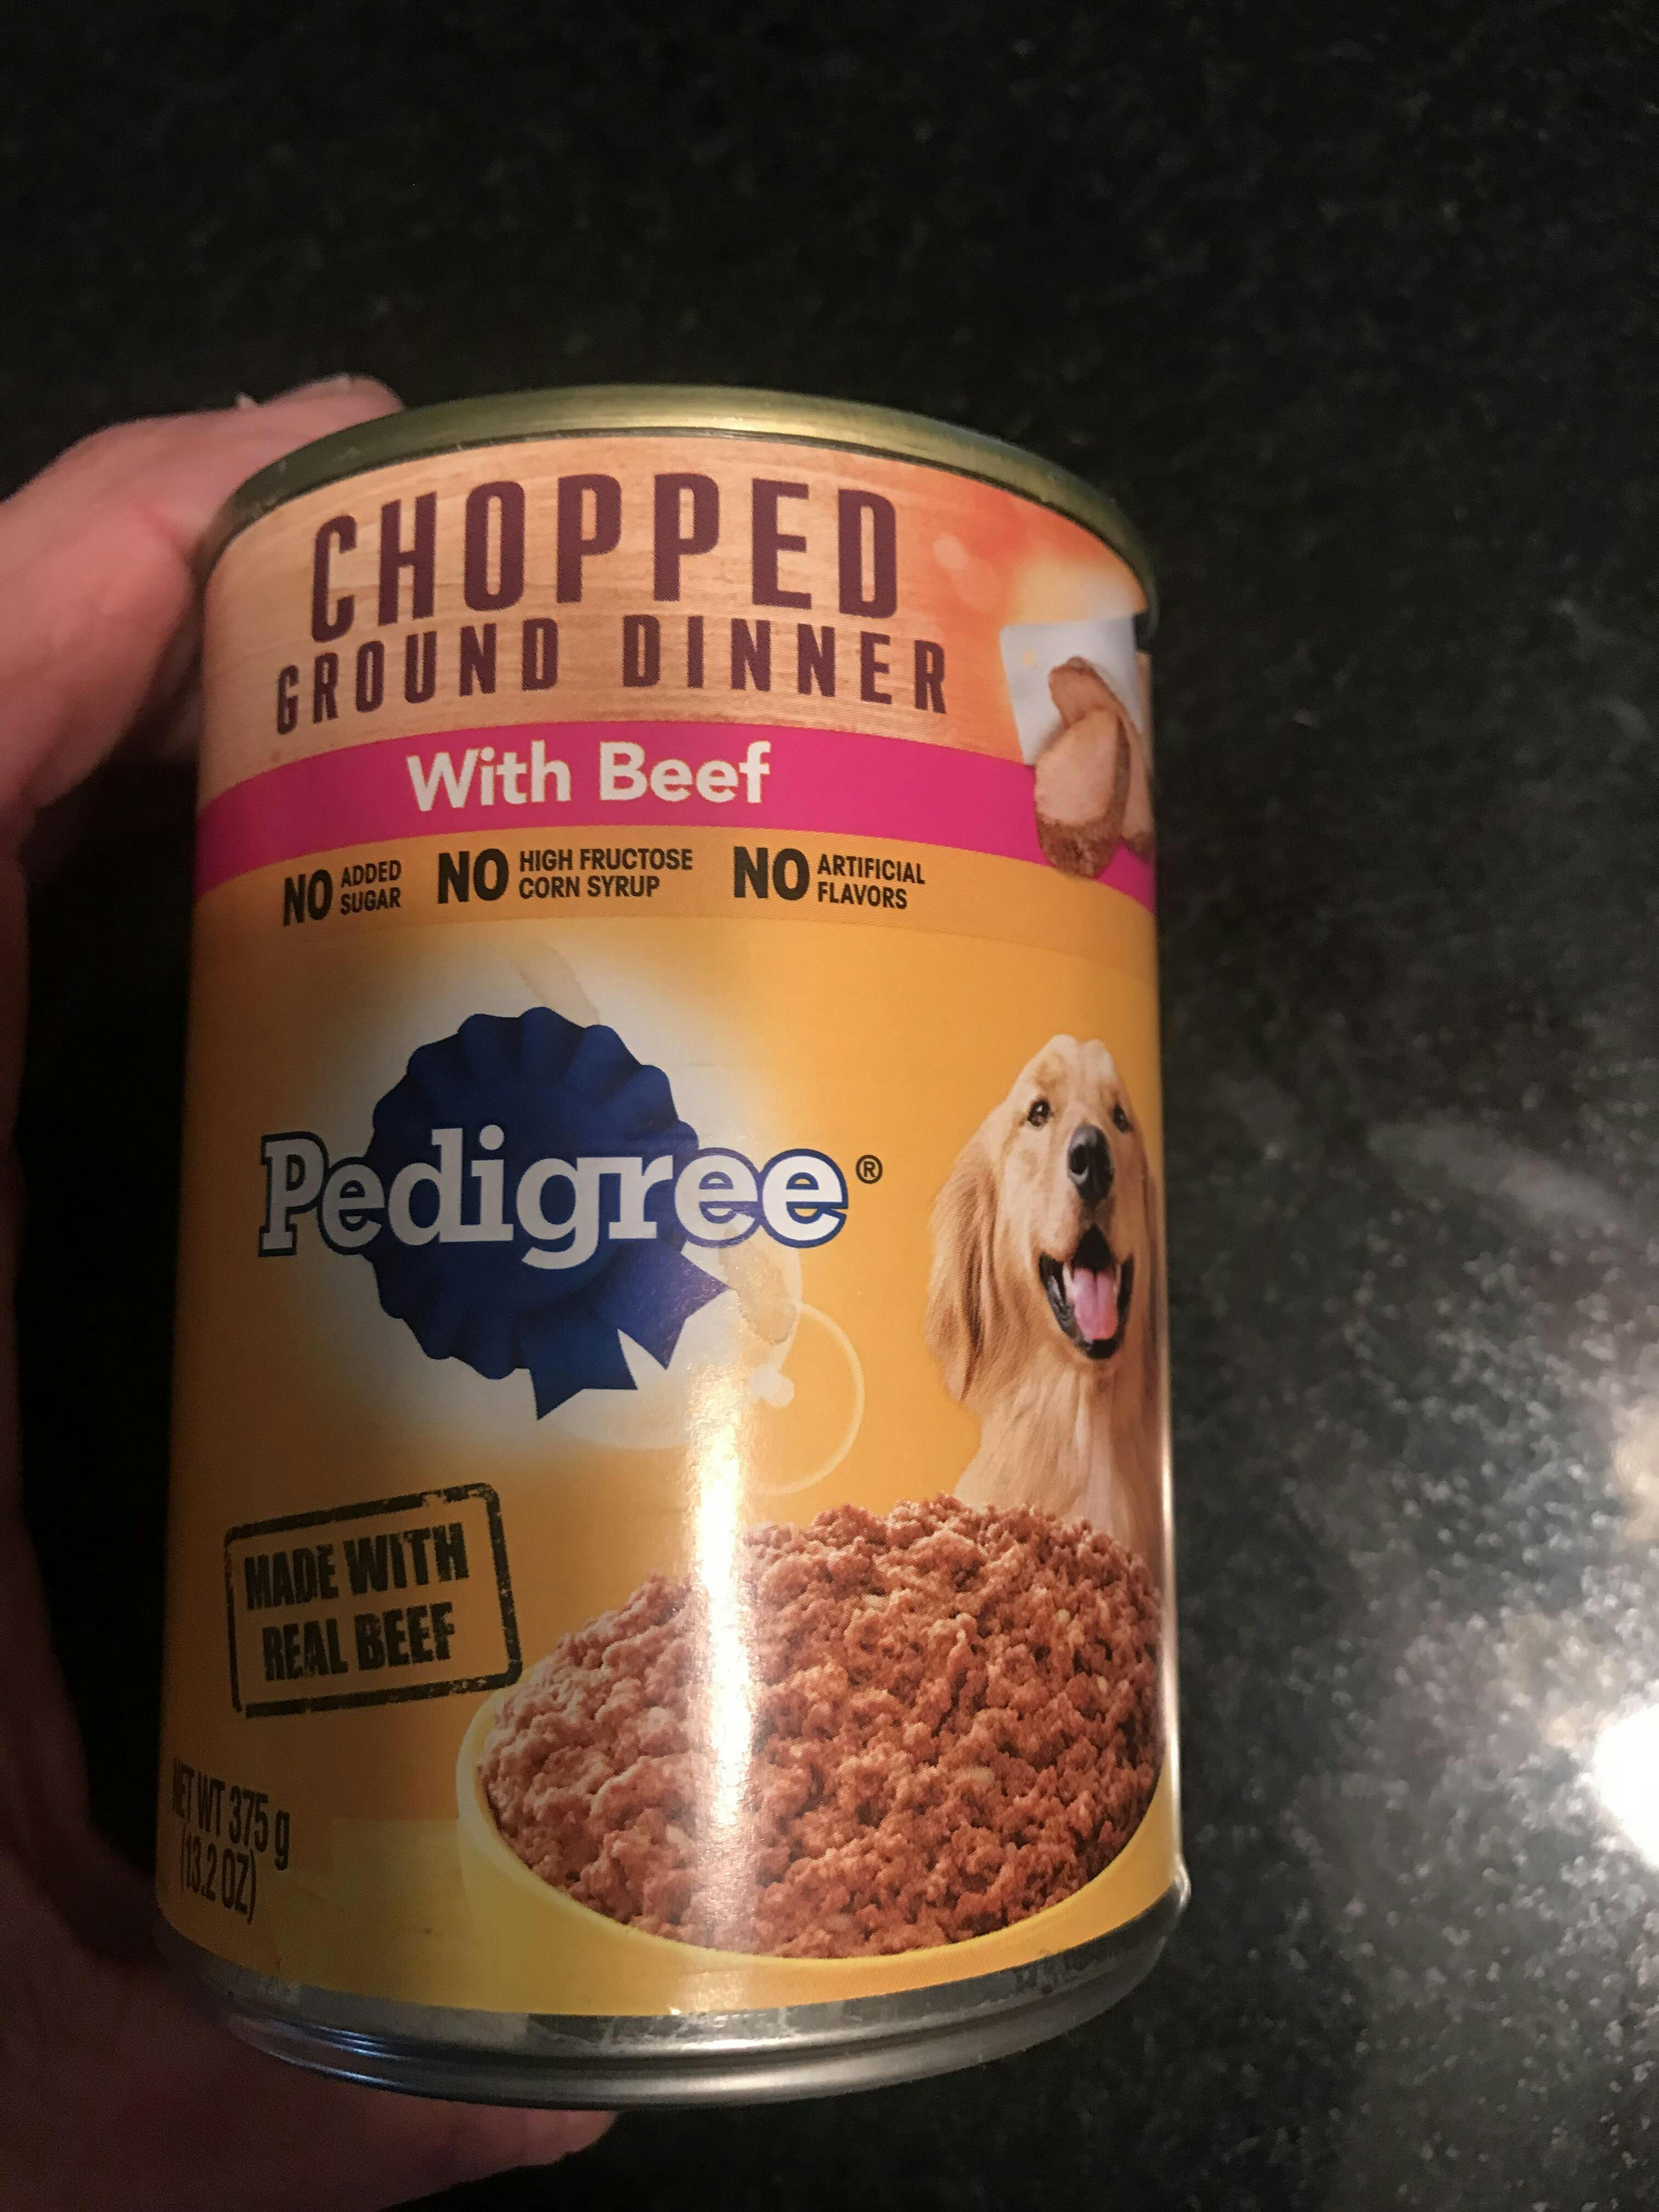 CHOPPED
GROUND DINNER
With Beef
NO ADDED SUGAR
NO HIGH FRUCTOSE CORN SYRUP
NO ARTIFICIAL FLAVORS
Pedigree®
MADE WITH
REAL BEEF
NET WT 375 g
(13.2 OZ)